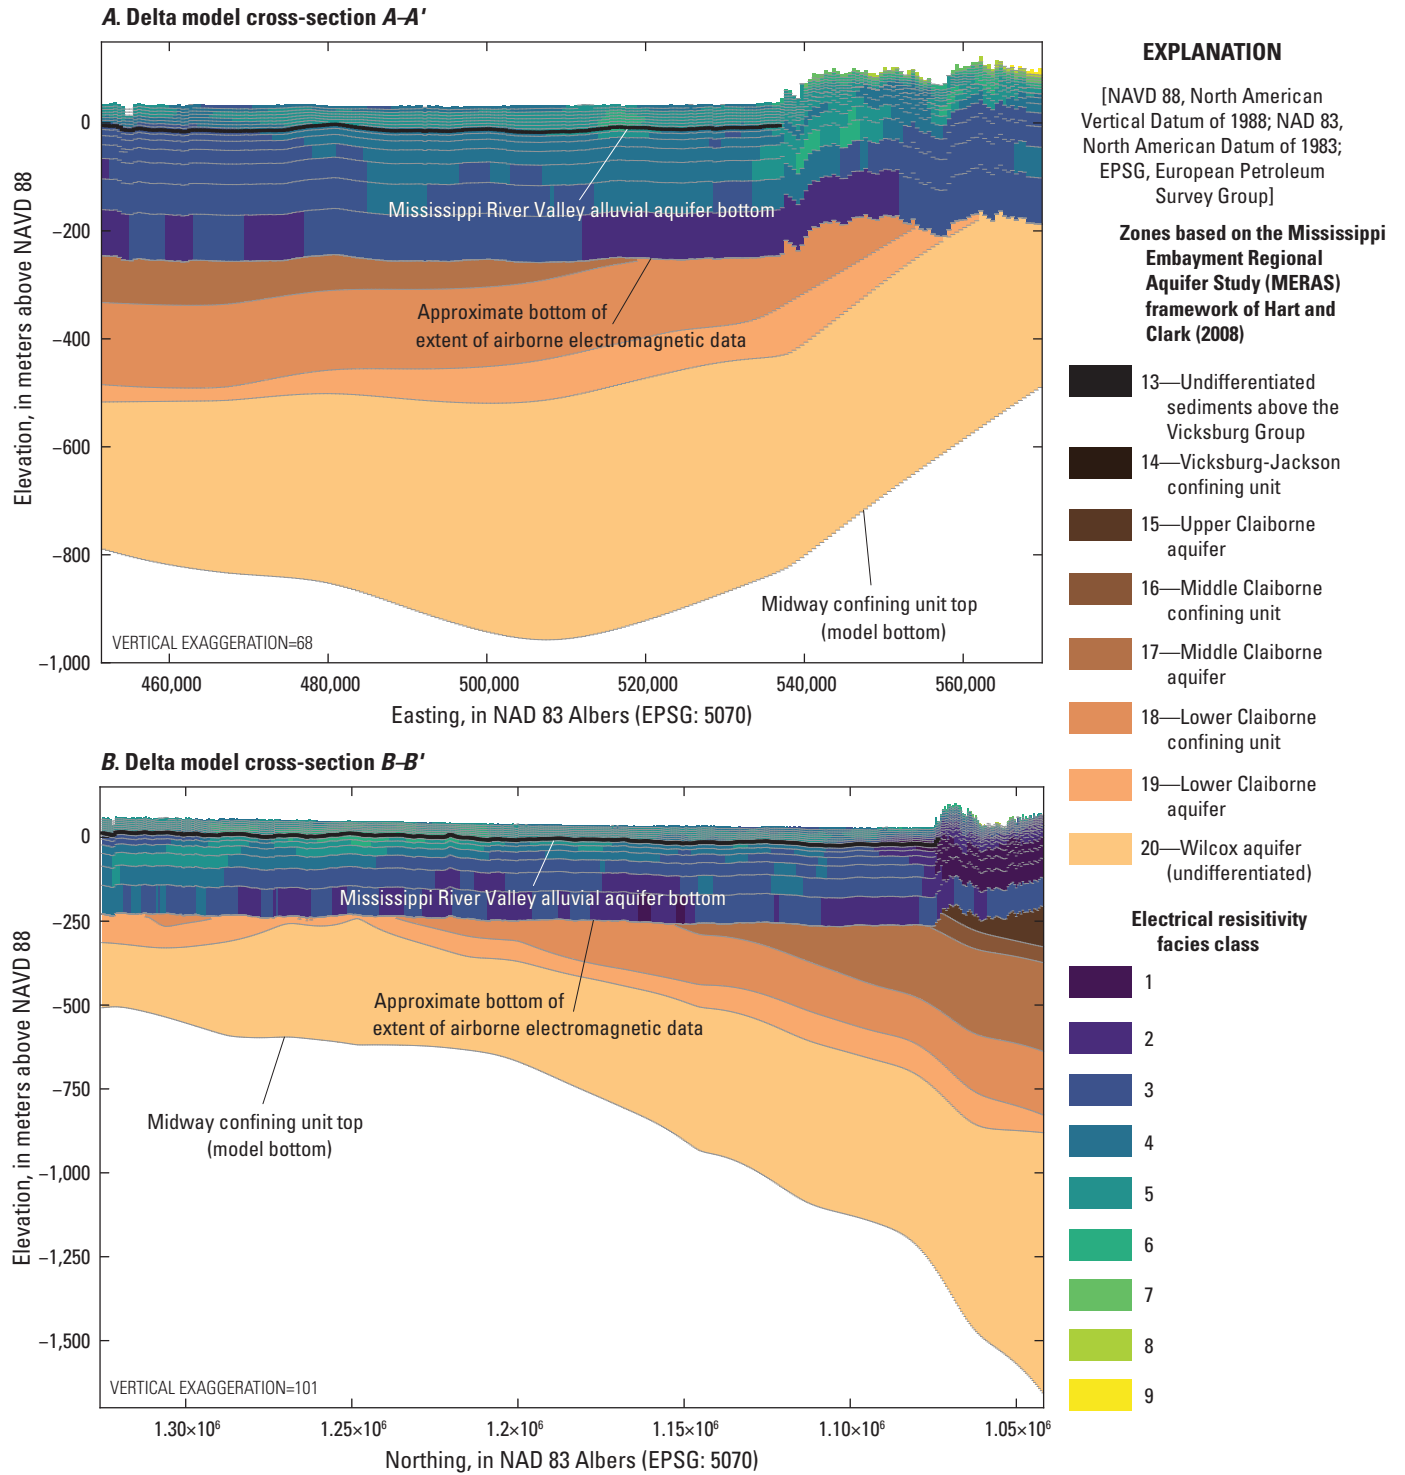 A. Delta model cross-section A–A'
0
–200
–400
–600
–800
–1,000
Elevation, in meters above NAVD 88
Mississippi River Valley alluvial aquifer bottom
Approximate bottom of
extent of airborne electromagnetic data
Midway confining unit top
(model bottom)
VERTICAL EXAGGERATION=68
460,000
480,000
500,000
520,000
540,000
560,000
Easting, in NAD 83 Albers (EPSG: 5070)
B. Delta model cross-section B–B'
0
–250
–500
–750
–1,000
–1,250
–1,500
Elevation, in meters above NAVD 88
Mississippi River Valley alluvial aquifer bottom
Approximate bottom of
extent of airborne electromagnetic data
Midway confining unit top
(model bottom)
VERTICAL EXAGGERATION=101
1.30×10⁶
1.25×10⁶
1.2×10⁶
1.15×10⁶
1.10×10⁶
1.05×10⁶
Northing, in NAD 83 Albers (EPSG: 5070)
EXPLANATION
[NAVD 88, North American
Vertical Datum of 1988; NAD 83,
North American Datum of 1983;
EPSG, European Petroleum
Survey Group]
Zones based on the Mississippi
Embayment Regional
Aquifer Study (MERAS)
framework of Hart and
Clark (2008)
13—Undifferentiated
sediments above the
Vicksburg Group
14—Vicksburg-Jackson
confining unit
15—Upper Claiborne
aquifer
16—Middle Claiborne
confining unit
17—Middle Claiborne
aquifer
18—Lower Claiborne
confining unit
19—Lower Claiborne
aquifer
20—Wilcox aquifer
(undifferentiated)
Electrical resisitivity
facies class
1
2
3
4
5
6
7
8
9